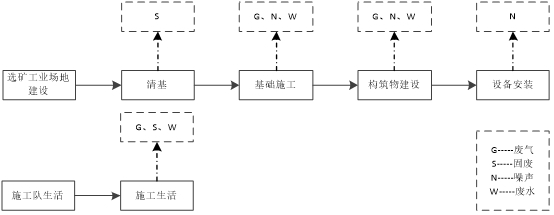 S
G、N、W
G、N、W
N
选矿工业场地
建设
清基
基础施工
构筑物建设
设备安装
G、S、W
G-----废气
S-----固废
N-----噪声
W-----废水
施工队生活
施工生活